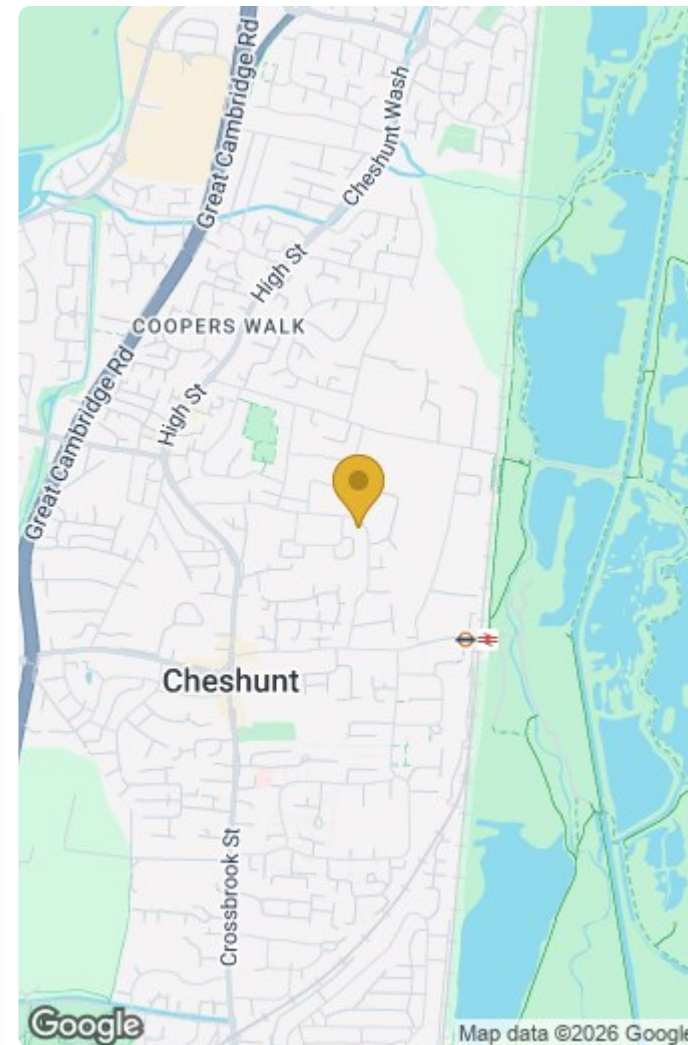 Great Cambridge Rd
Cheshunt Wash
High St
COOPERS WALK
High St
Great Cambridge Rd
Cheshunt
Crossbrook St
Google
Map data ©2026 Google